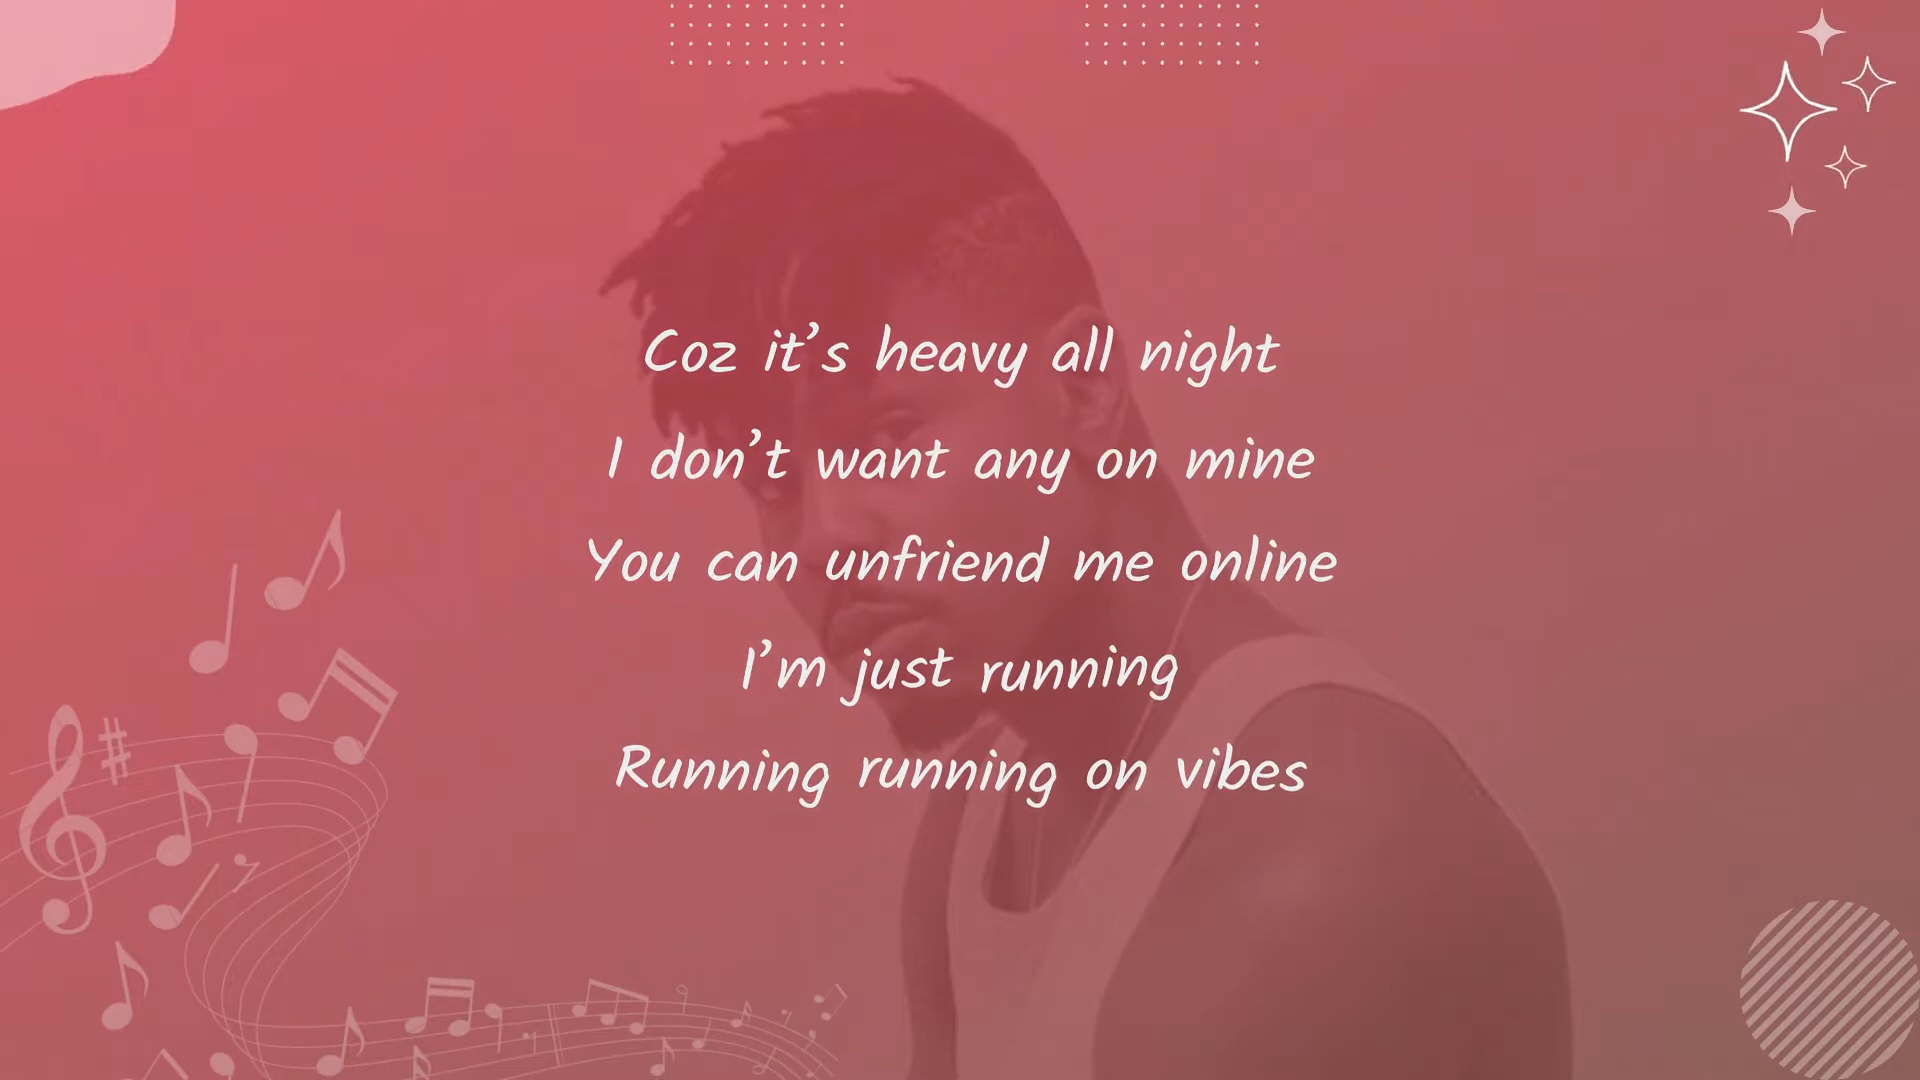 Coz it’s heavy all night
I don’t want any on mine
You can unfriend me online
I’m just running
Running running on vibes